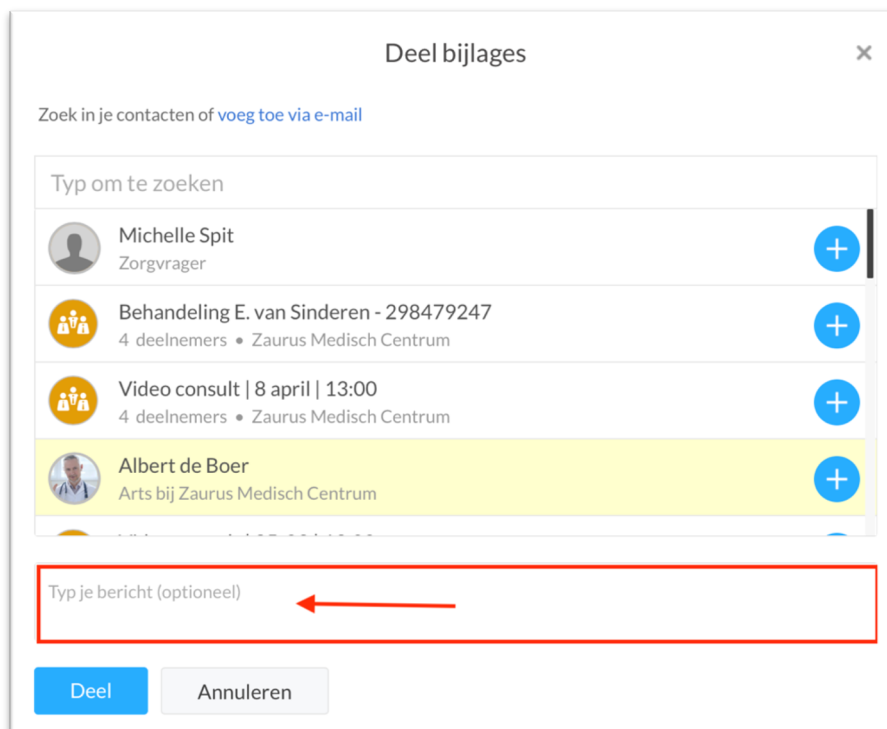 Deel bijlages
Zoek in je contacten of voeg toe via e-mail
Typ om te zoeken
Michelle Spit
Zorgvrager
Behandeling E. van Sinderen - 298479247
4 deelnemers • Zaurus Medisch Centrum
Video consult | 8 april | 13:00
4 deelnemers • Zaurus Medisch Centrum
Albert de Boer
Arts bij Zaurus Medisch Centrum
Typ je bericht (optioneel)
Deel
Annuleren